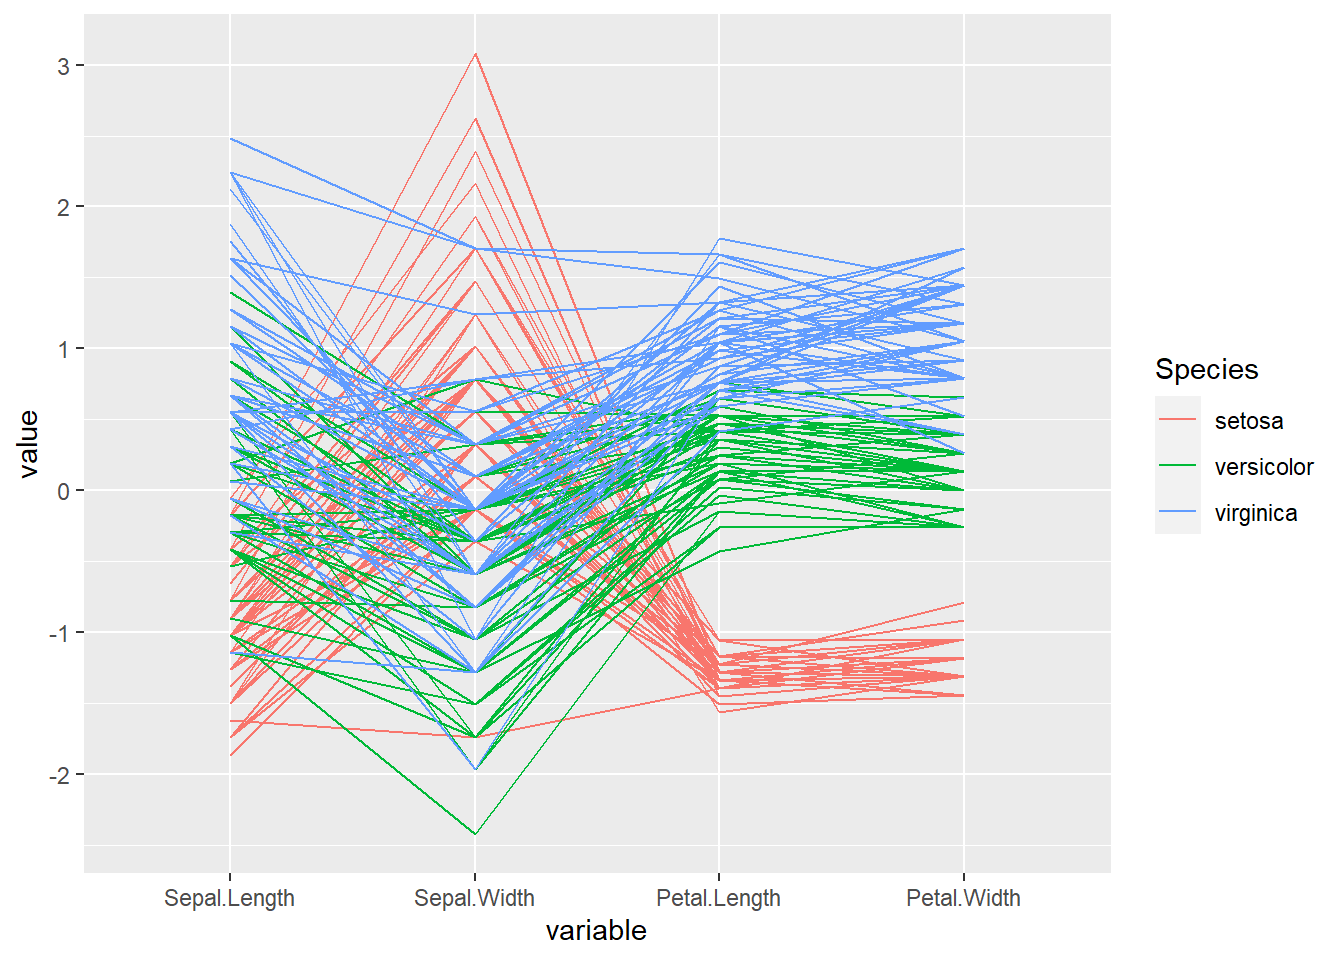 value
3
2
1
0
-1
-2
Sepal.Length
Sepal.Width
Petal.Length
Petal.Width
variable
Species
setosa
versicolor
virginica